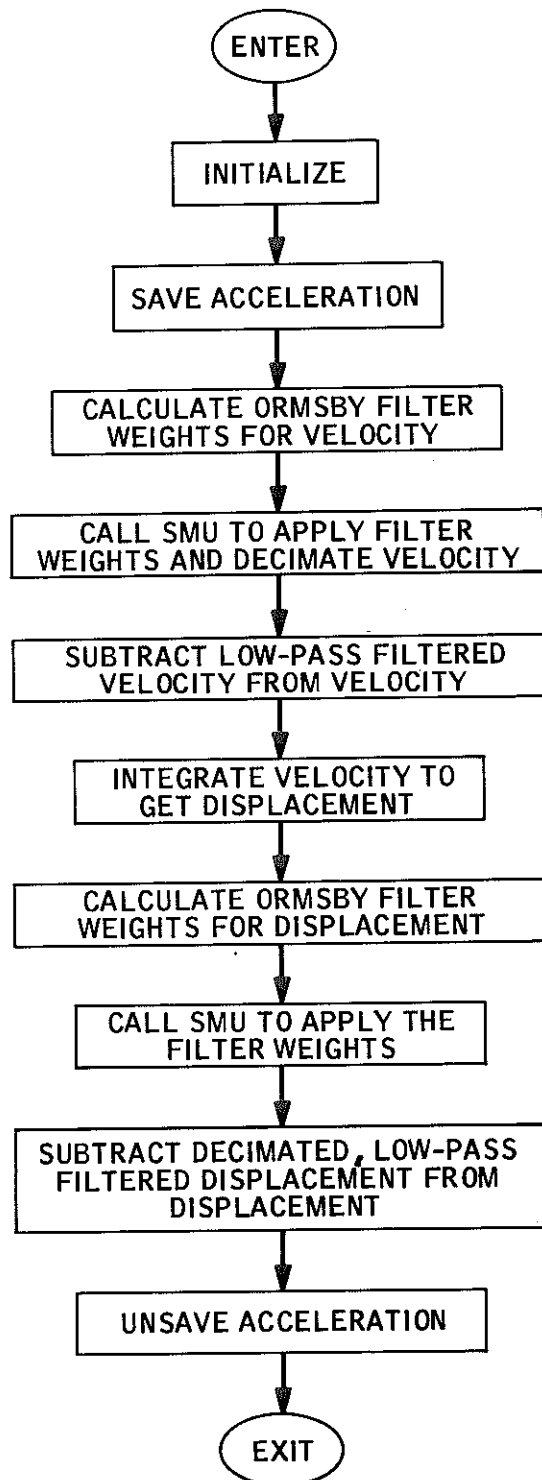 ENTER
INITIALIZE
SAVE ACCELERATION
CALCULATE ORMSBY FILTER
WEIGHTS FOR VELOCITY
CALL SMU TO APPLY FILTER
WEIGHTS AND DECIMATE VELOCITY
SUBTRACT LOW-PASS FILTERED
VELOCITY FROM VELOCITY
INTEGRATE VELOCITY TO
GET DISPLACEMENT
CALCULATE ORMSBY FILTER
WEIGHTS FOR DISPLACEMENT
CALL SMU TO APPLY THE
FILTER WEIGHTS
SUBTRACT DECIMATED, LOW-PASS
FILTERED DISPLACEMENT FROM
DISPLACEMENT
UNSAVE ACCELERATION
EXIT